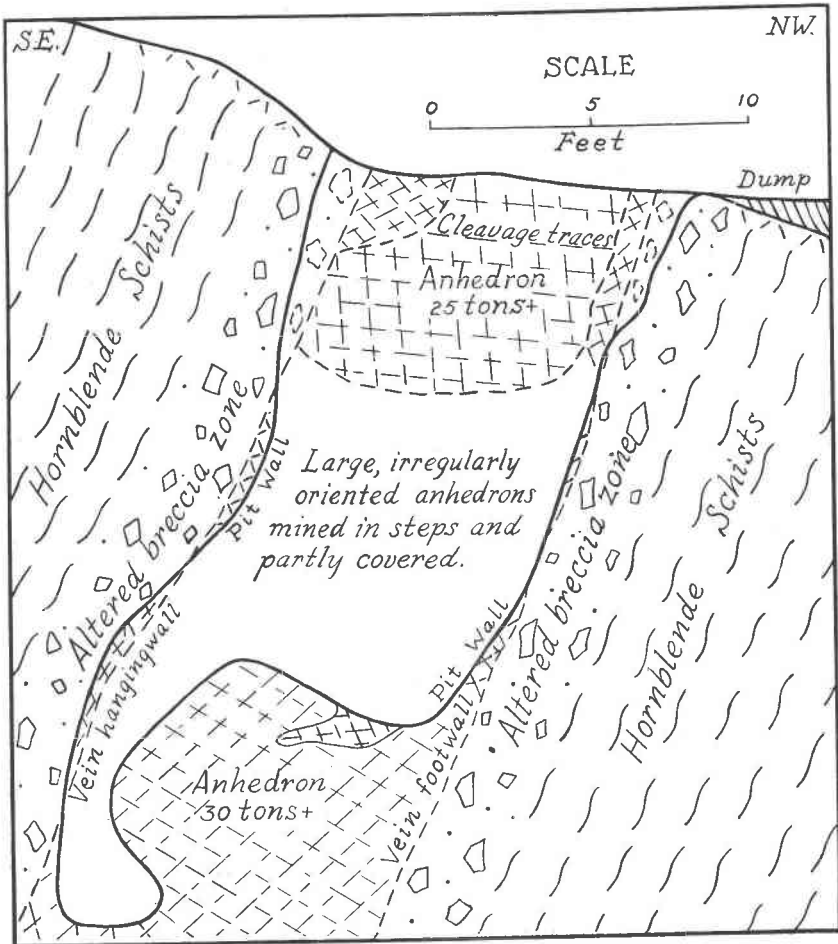 S.E.
NW.
SCALE
0 5 10
Feet
Dump
Cleavage traces
Anhedron
25 tons+
Hornblende Schists
Altered breccia zone
Pit Wall
Large, irregularly
oriented anhedrons
mined in steps and
partly covered.
Vein hangingwall
Pit Wall
Anhedron
30 tons+
Vein footwall
Altered breccia zone
Hornblende Schists